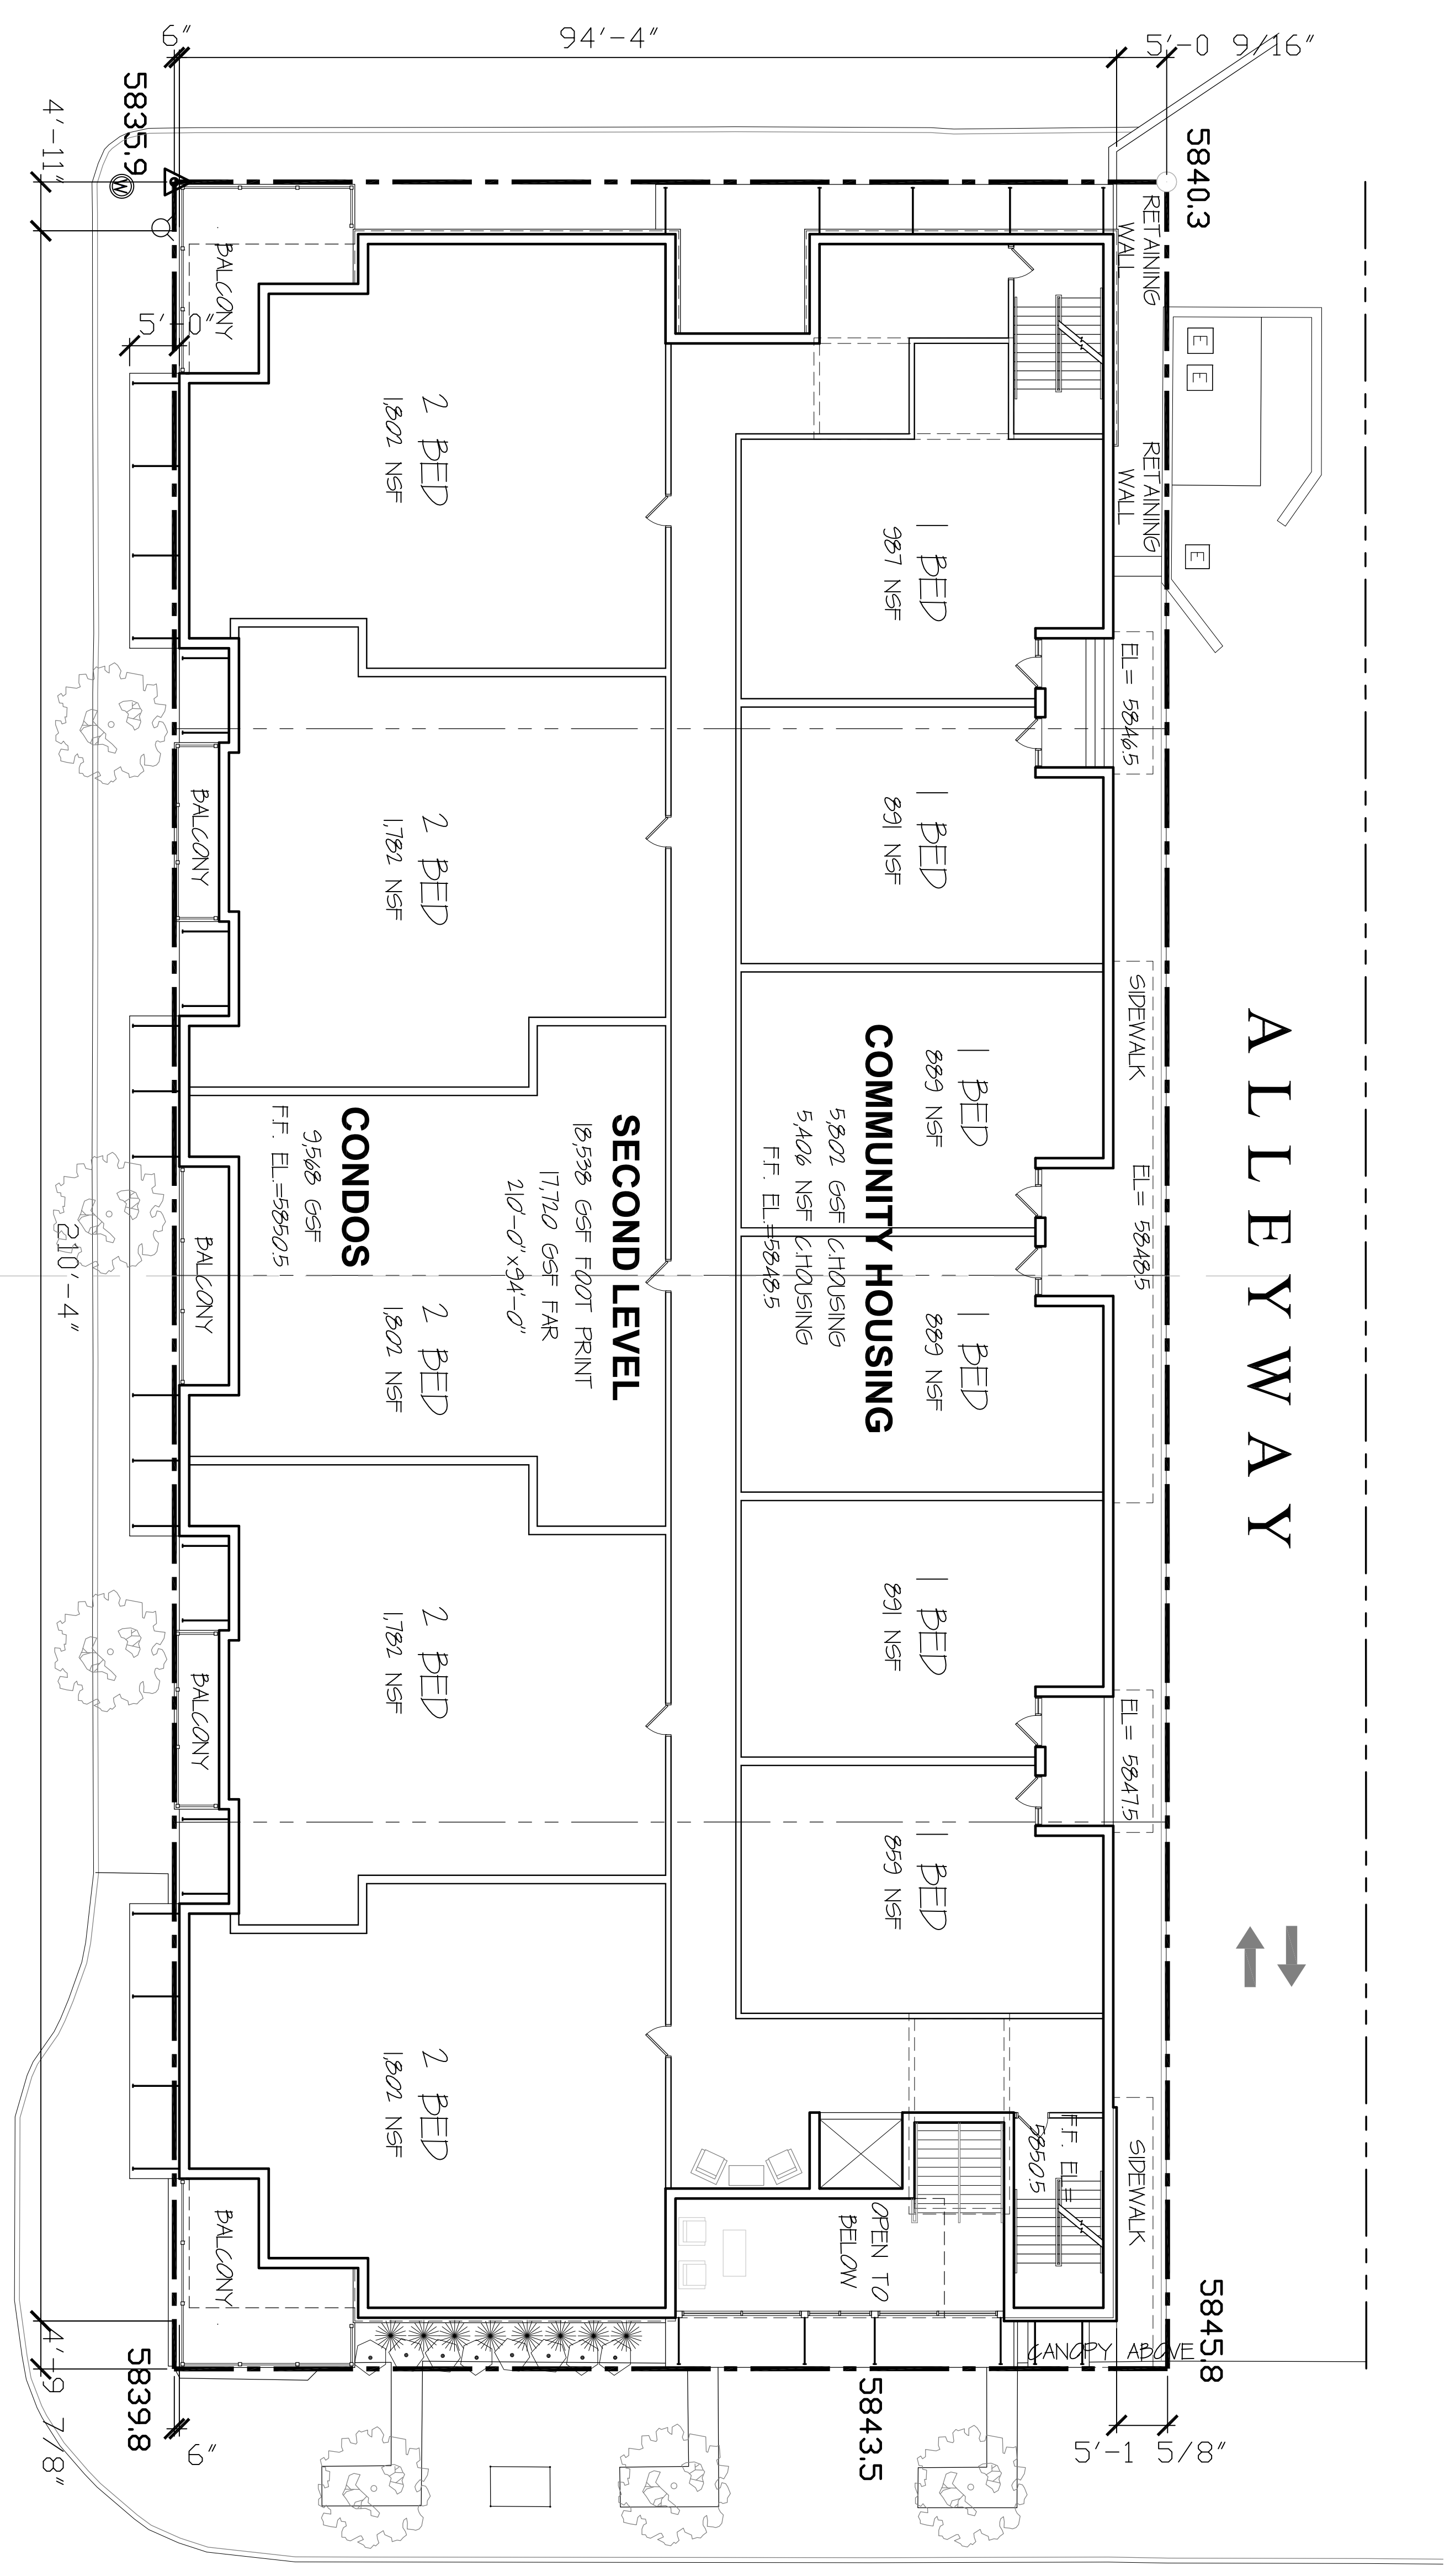 6"
94'-4"
5'-0 9/16"
4'-11"
5835.9
W
5840.3
RETAINING
WALL
BALCONY
5'-0"
E
E
2 BED
1,802 NSF
RETAINING
WALL
1 BED
987 NSF
E
EL= 5846.5
BALCONY
2 BED
1,782 NSF
1 BED
891 NSF
SIDEWALK
ALLEYWAY
1 BED
889 NSF
EL= 5848.5
COMMUNITY HOUSING
5,802 GSF C.HOUSING
5,406 NSF C.HOUSING
F.F. EL.=5848.5
SECOND LEVEL
18,538 GSF FOOT PRINT
17,720 GSF FAR
210'-0"x94'-0"
CONDOS
9,568 GSF
F.F. EL.=5850.5
BALCONY
210'-4"
2 BED
1,802 NSF
1 BED
889 NSF
1 BED
891 NSF
2 BED
1,782 NSF
BALCONY
EL= 5847.5
1 BED
859 NSF
2 BED
1,802 NSF
F.F. EL=
5850.5
SIDEWALK
OPEN TO
BELOW
BALCONY
5845.8
CANOPY ABOVE
4'-9 7/8"
5839.8
6"
5843.5
5'-1 5/8"